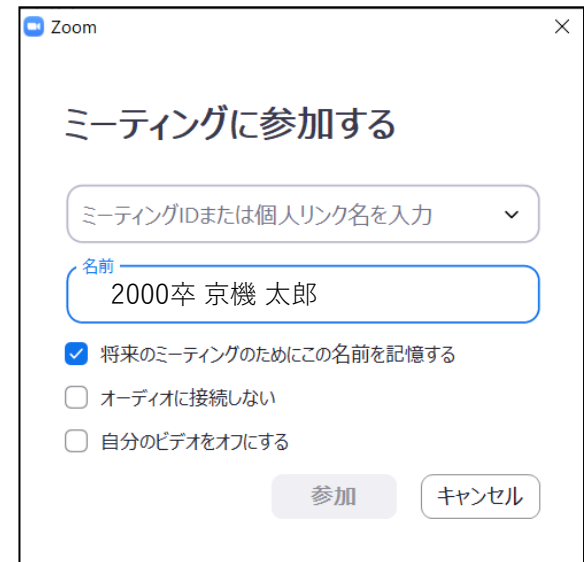 Zoom
ミーティングに参加する
ミーティングIDまたは個人リンク名を入力
名前
2000卒 京機 太郎
将来のミーティングのためにこの名前を記憶する
オーディオに接続しない
自分のビデオをオフにする
参加 キャンセル